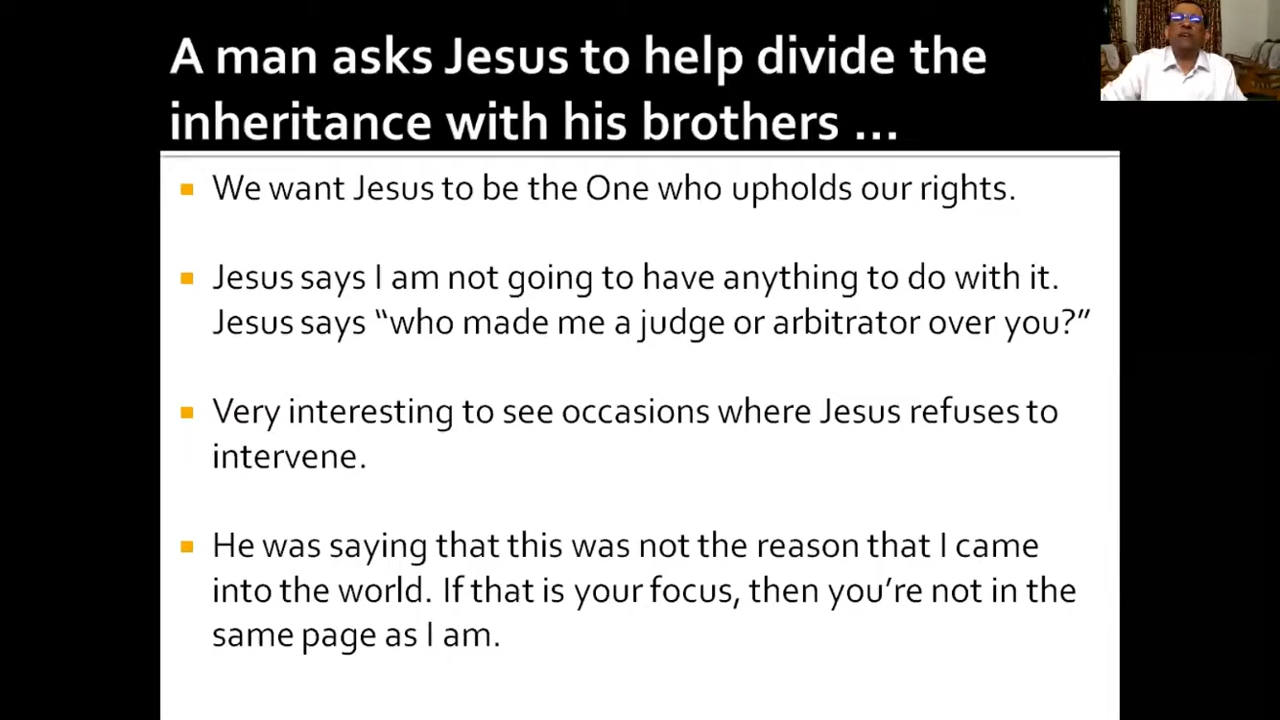 A man asks Jesus to help divide the
inheritance with his brothers ...
We want Jesus to be the One who upholds our rights.
Jesus says I am not going to have anything to do with it.
Jesus says “who made me a judge or arbitrator over you?”
Very interesting to see occasions where Jesus refuses to
intervene.
He was saying that this was not the reason that I came
into the world. If that is your focus, then you’re not in the
same page as I am.